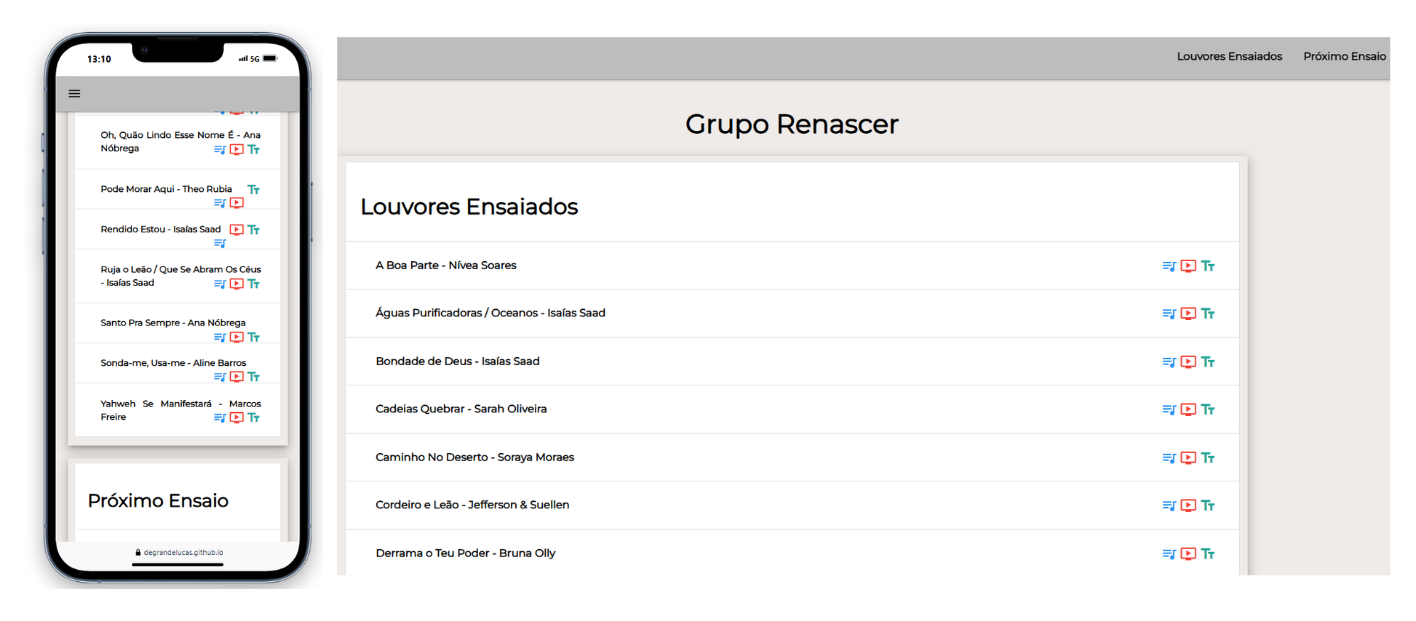 13:10
5G
Oh, Quão Lindo Esse Nome É - Ana
Nóbrega
Pode Morar Aqui - Theo Rubia
Rendido Estou - Isaías Saad
Ruja o Leão / Que Se Abram Os Céus
- Isaías Saad
Santo Pra Sempre - Ana Nóbrega
Sonda-me, Usa-me - Aline Barros
Yahweh Se Manifestará - Marcos
Freire
Próximo Ensaio
degrandelucas.github.io
Louvores Ensaiados Próximo Ensaio
Grupo Renascer
Louvores Ensaiados
A Boa Parte - Nívea Soares
Águas Purificadoras / Oceanos - Isaías Saad
Bondade de Deus - Isaías Saad
Cadeias Quebrar - Sarah Oliveira
Caminho No Deserto - Soraya Moraes
Cordeiro e Leão - Jefferson & Suellen
Derrama o Teu Poder - Bruna Olly